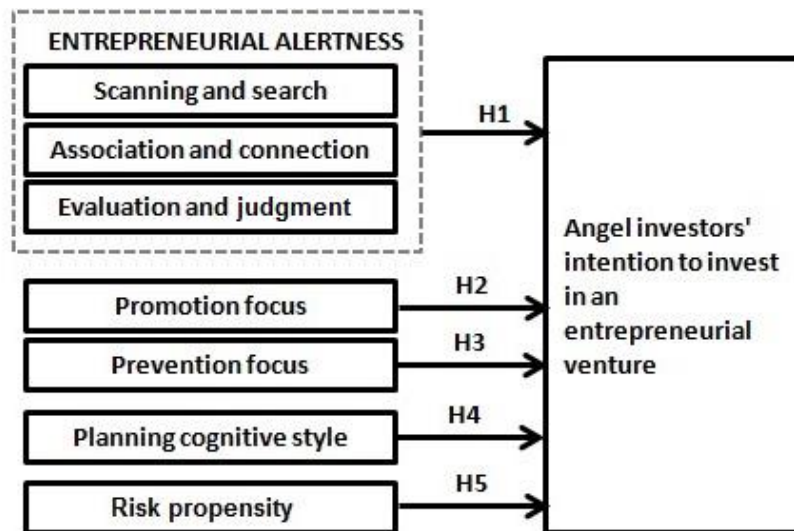 ENTREPRENEURIAL ALERTNESS
Scanning and search
Association and connection
Evaluation and judgment
H1
Promotion focus
H2
Prevention focus
H3
Planning cognitive style
H4
Risk propensity
H5
Angel investors'
intention to invest
in an
entrepreneurial
venture